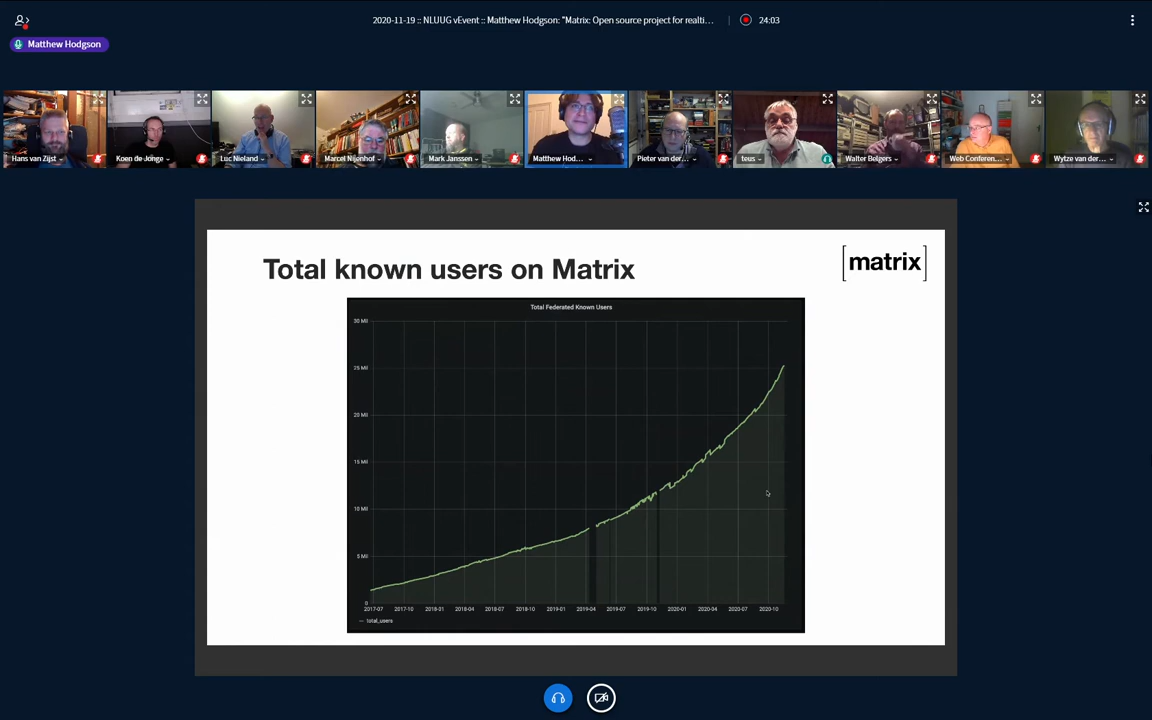 2020-11-19 :: NLUUG vEvent :: Matthew Hodgson: "Matrix: Open source project for realti...
24:03
Matthew Hodgson
Hans van Zijst
Koen de Jonge
Luc Nieland
Marcel Nijenhof
Mark Janssen
Matthew Hod...
Pieter van der...
teus
Walter Belgers
Web Conferen...
Wytze van der...
Total known users on Matrix
[matrix]
Total Federated Known Users
30 Mil
25 Mil
20 Mil
15 Mil
10 Mil
5 Mil
0
2017-07 2017-10 2018-01 2018-04 2018-07 2018-10 2019-01 2019-04 2019-07 2019-10 2020-01 2020-04 2020-07 2020-10
total_users